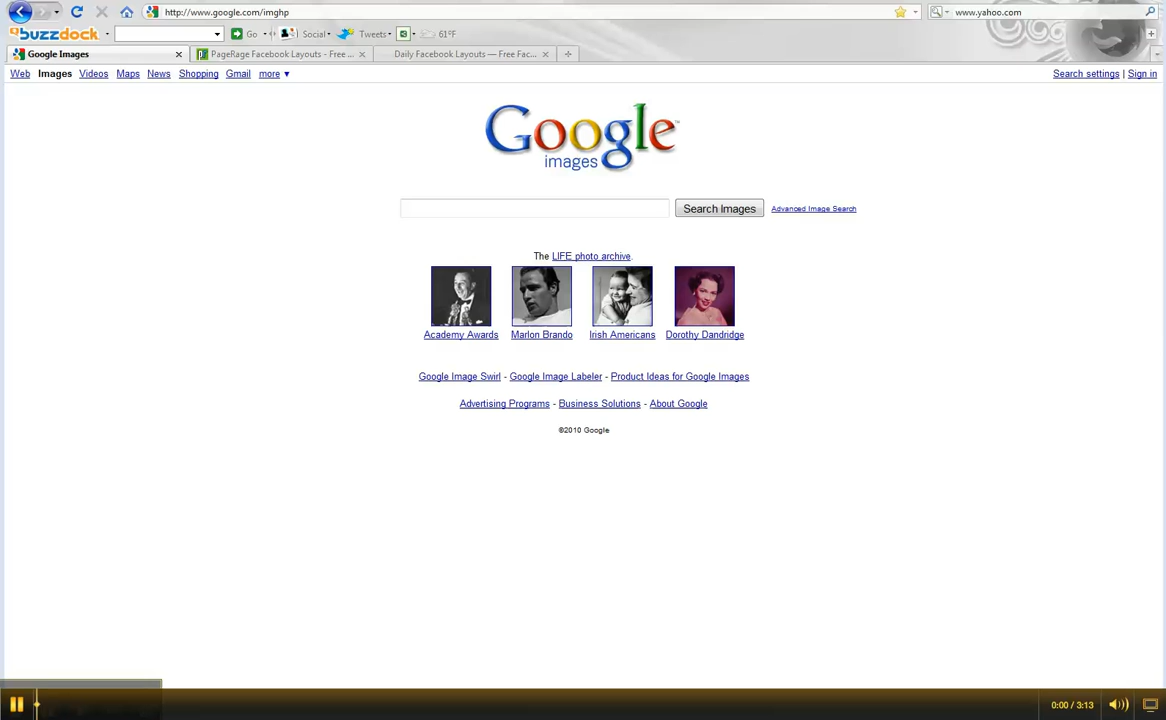 http://www.google.com/imghp www.yahoo.com
buzzdock Go Social Tweets 61°F
Google Images PageRage Facebook Layouts - Free ... Daily Facebook Layouts — Free Fac...
Web Images Videos Maps News Shopping Gmail more ▼ Search settings | Sign in
Google™
images
Search Images Advanced Image Search
The LIFE photo archive.
Academy Awards Marlon Brando Irish Americans Dorothy Dandridge
Google Image Swirl - Google Image Labeler - Product Ideas for Google Images
Advertising Programs - Business Solutions - About Google
©2010 Google
0:00 / 3:13